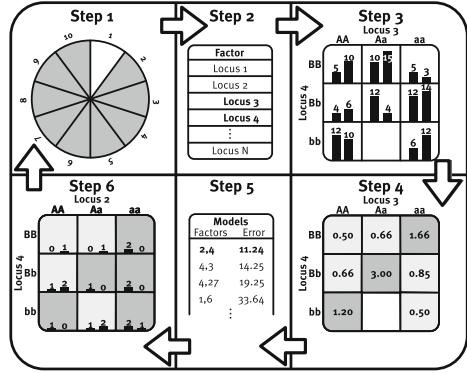 Step 1
10
1
2
3
4
5
6
7
8
9
Step 2
Factor
Locus 1
Locus 2
Locus 3
Locus 4
⋮
Locus N
Step 3
Locus 3
AA Aa aa
Locus 4
BB
5 10 10 15 5 3
Bb
4 6 12 4 12 14
bb
12 10 6 12
Step 6
Locus 2
AA Aa aa
Locus 4
BB
0 1 0 1 2 0
Bb
1 2 1 0 0 0
bb
1 0 1 2 2 1
Step 5
Models
Factors Error
2,4 11.24
4,3 14.25
4,27 19.25
1,6 33.64
⋮
Step 4
Locus 3
AA Aa aa
Locus 4
BB
0.50 0.66 1.66
Bb
0.66 3.00 0.85
bb
1.20 0.50